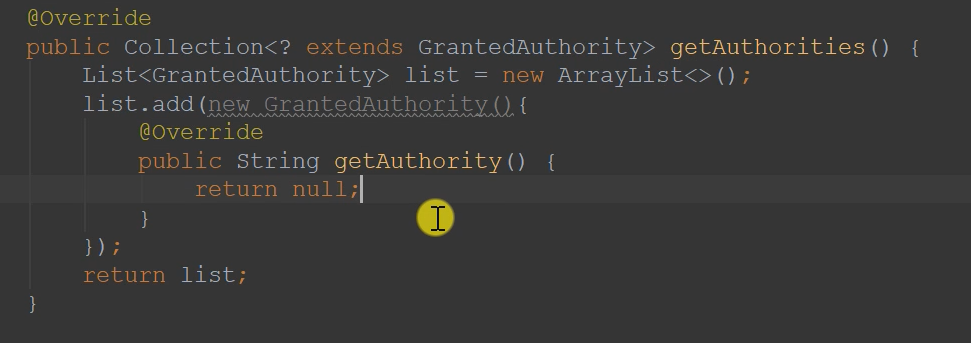 @Override
public Collection<? extends GrantedAuthority> getAuthorities() {
    List<GrantedAuthority> list = new ArrayList<>();
    list.add(new GrantedAuthority(){
        @Override
        public String getAuthority() {
            return null;
        }
    });
    return list;
}